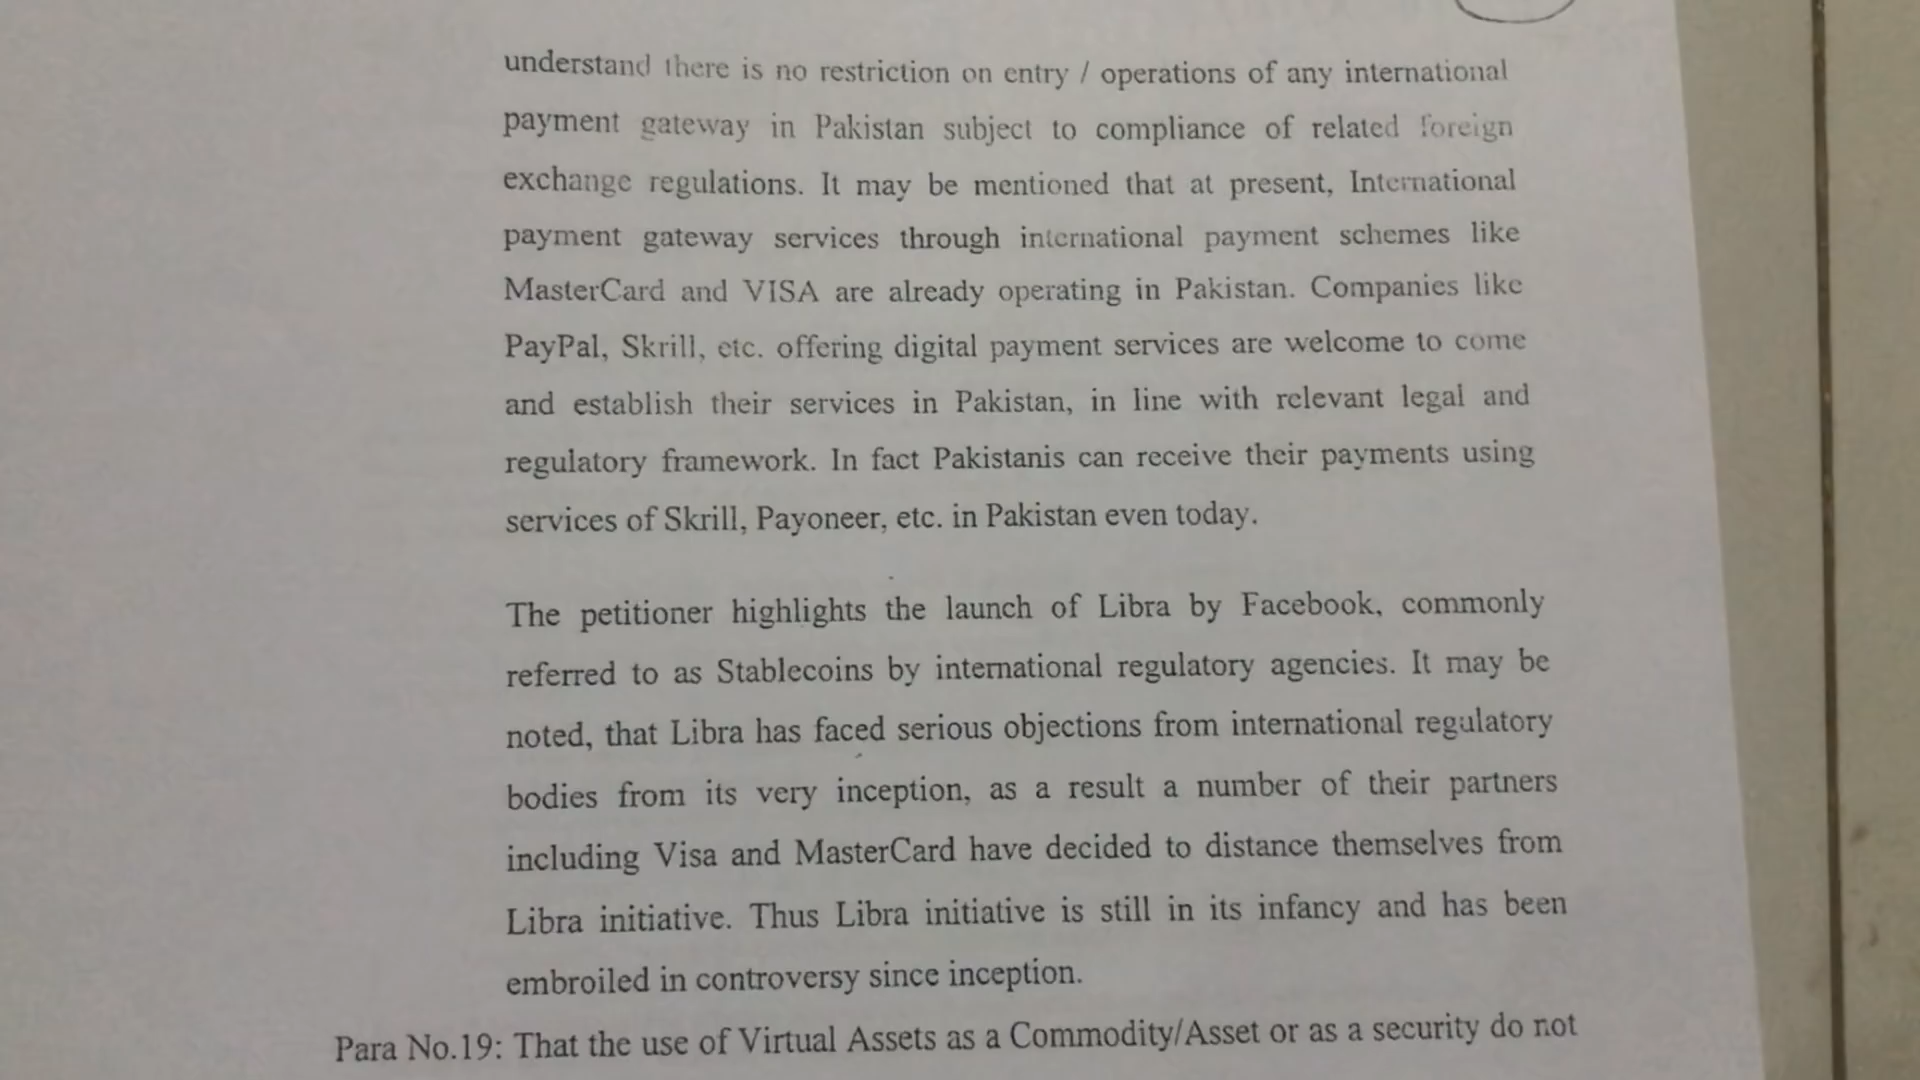 understand there is no restriction on entry / operations of any international
payment gateway in Pakistan subject to compliance of related foreign
exchange regulations. It may be mentioned that at present, International
payment gateway services through international payment schemes like
MasterCard and VISA are already operating in Pakistan. Companies like
PayPal, Skrill, etc. offering digital payment services are welcome to come
and establish their services in Pakistan, in line with relevant legal and
regulatory framework. In fact Pakistanis can receive their payments using
services of Skrill, Payoneer, etc. in Pakistan even today.
The petitioner highlights the launch of Libra by Facebook, commonly
referred to as Stablecoins by international regulatory agencies. It may be
noted, that Libra has faced serious objections from international regulatory
bodies from its very inception, as a result a number of their partners
including Visa and MasterCard have decided to distance themselves from
Libra initiative. Thus Libra initiative is still in its infancy and has been
embroiled in controversy since inception.
Para No.19: That the use of Virtual Assets as a Commodity/Asset or as a security do not